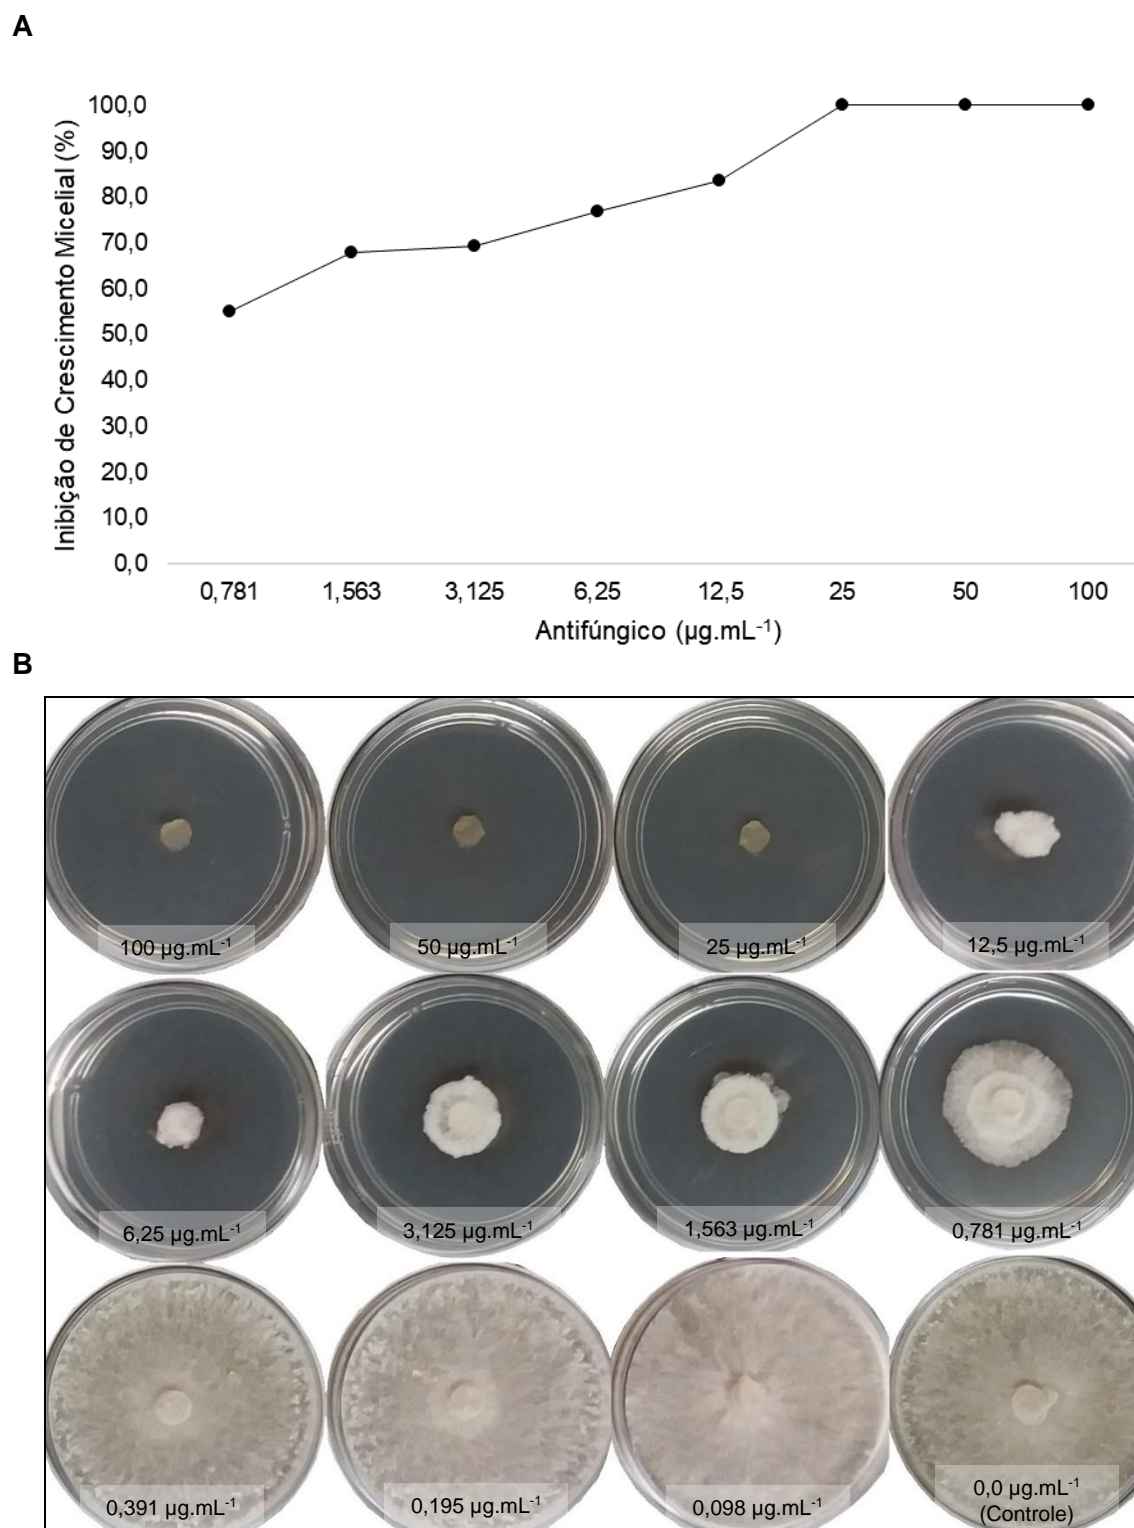 A
100,0
90,0
80,0
70,0
60,0
50,0
40,0
30,0
20,0
10,0
0,0
Inibição de Crescimento Micelial (%)
0,781 1,563 3,125 6,25 12,5 25 50 100
Antifúngico (µg.mL⁻¹)
B
100 µg.mL⁻¹ 50 µg.mL⁻¹ 25 µg.mL⁻¹ 12,5 µg.mL⁻¹
6,25 µg.mL⁻¹ 3,125 µg.mL⁻¹ 1,563 µg.mL⁻¹ 0,781 µg.mL⁻¹
0,391 µg.mL⁻¹ 0,195 µg.mL⁻¹ 0,098 µg.mL⁻¹ 0,0 µg.mL⁻¹
(Controle)